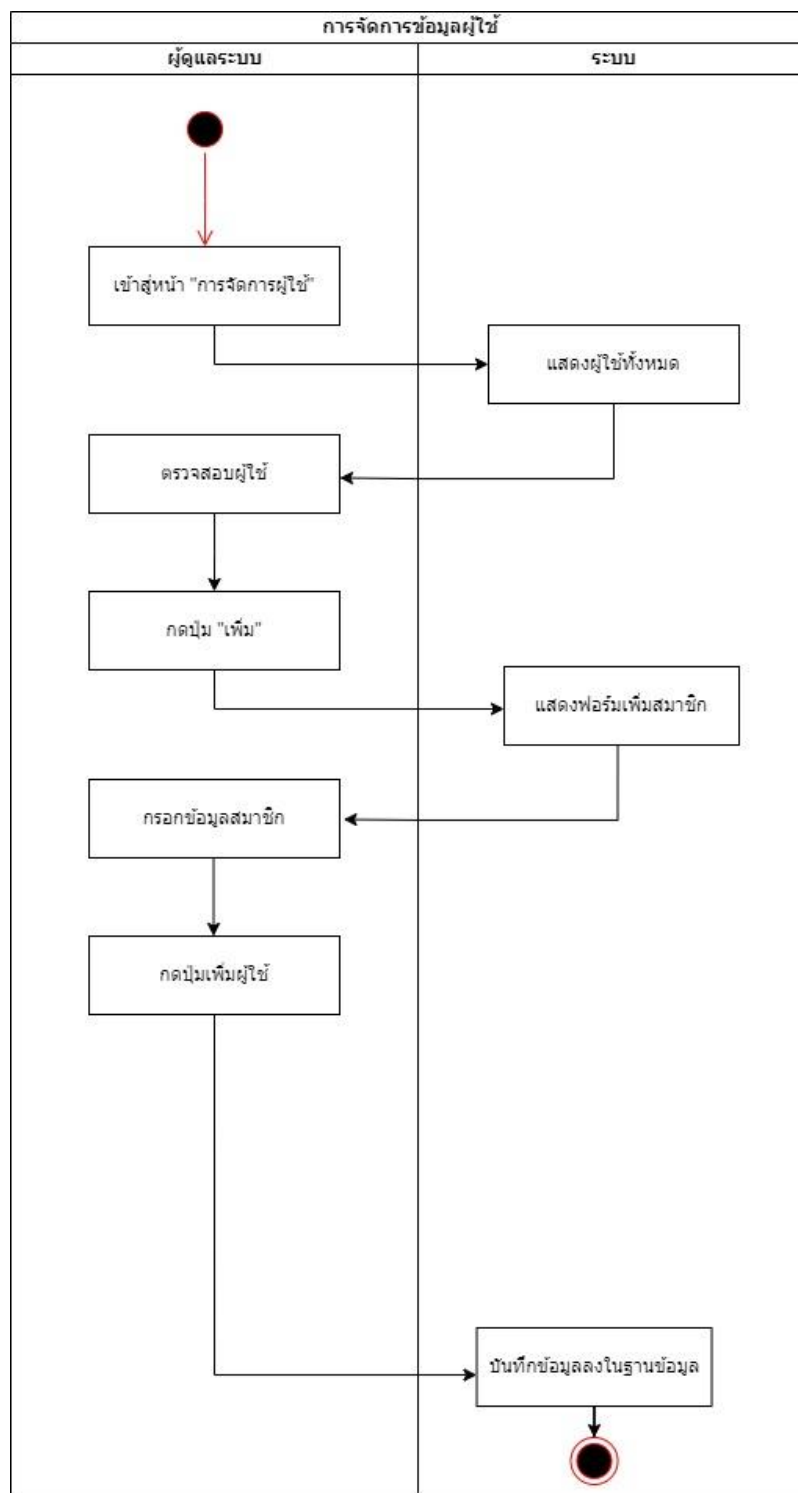 การจัดการข้อมูลผู้ใช้
ผู้ดูแลระบบ
ระบบ
เข้าสู่หน้า "การจัดการผู้ใช้"
แสดงผู้ใช้ทั้งหมด
ตรวจสอบผู้ใช้
กดปุ่ม "เพิ่ม"
แสดงฟอร์มเพิ่มสมาชิก
กรอกข้อมูลสมาชิก
กดปุ่มเพิ่มผู้ใช้
บันทึกข้อมูลลงในฐานข้อมูล